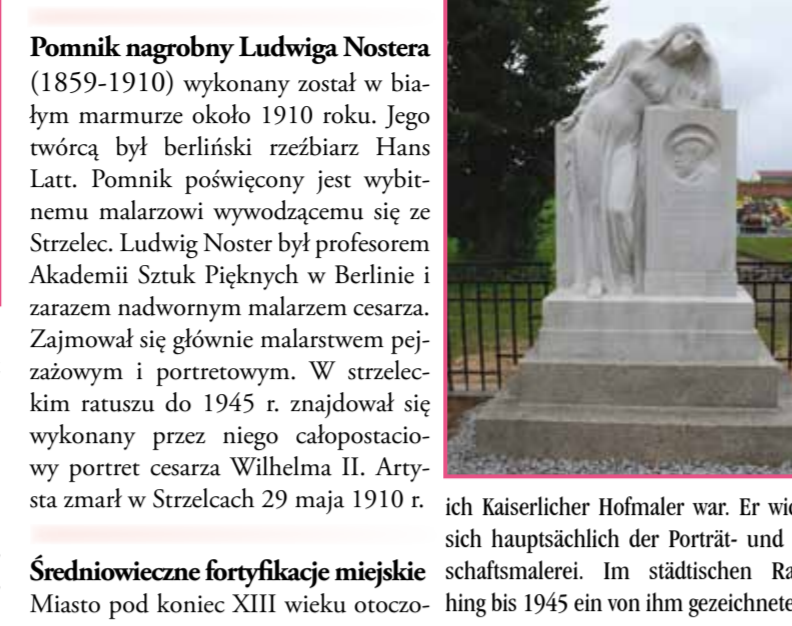 Pomnik nagrobny Ludwiga Nostera
(1859-1910) wykonany został w bia-
łym marmurze około 1910 roku. Jego
twórcą był berliński rzeźbiarz Hans
Latt. Pomnik poświęcony jest wybit-
nemu malarzowi wywodzącemu się ze
Strzelec. Ludwig Noster był profesorem
Akademii Sztuk Pięknych w Berlinie i
zarazem nadwornym malarzem cesarza.
Zajmował się głównie malarstwem pej-
zażowym i portretowym. W strzelec-
kim ratuszu do 1945 r. znajdował się
wykonany przez niego całopostacio-
wy portret cesarza Wilhelma II. Arty-
sta zmarł w Strzelcach 29 maja 1910 r.
Średniowieczne fortyfikacje miejskie
Miasto pod koniec XIII wieku otoczo-
ich Kaiserlicher Hofmaler war. Er
sich hauptsächlich der Porträt- und
schaftsmalerei. Im städtischen
hing bis 1945 ein von ihm